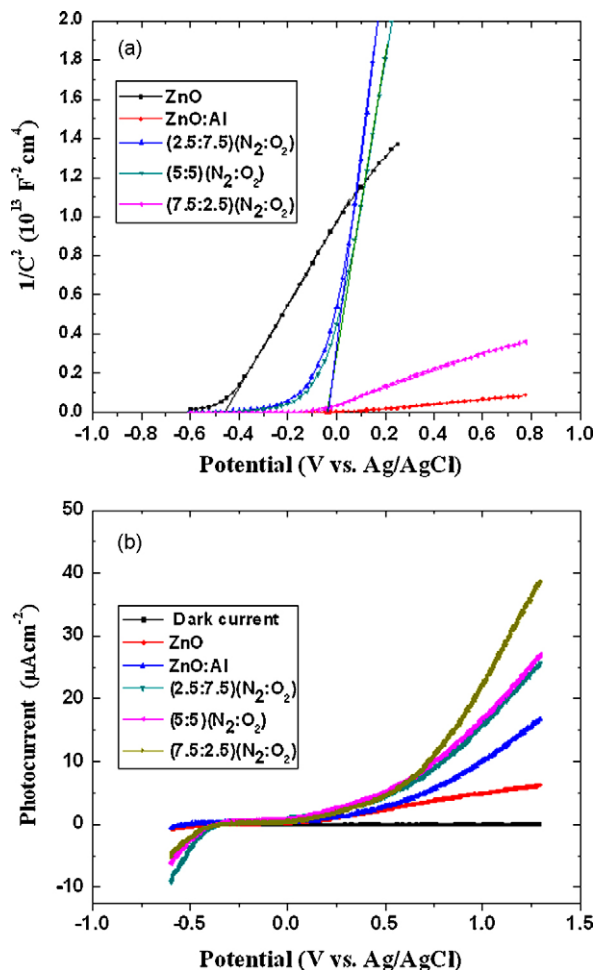 (a)
2.0
1.8
1.6
1.4
1.2
1.0
0.8
0.6
0.4
0.2
0.0
1/C² (10¹³ F⁻² cm⁴)
ZnO
ZnO:Al
(2.5:7.5)(N₂:O₂)
(5:5)(N₂:O₂)
(7.5:2.5)(N₂:O₂)
-1.0 -0.8 -0.6 -0.4 -0.2 0.0 0.2 0.4 0.6 0.8 1.0
Potential (V vs. Ag/AgCl)
(b)
50
40
30
20
10
0
-10
Photocurrent (µAcm⁻²)
Dark current
ZnO
ZnO:Al
(2.5:7.5)(N₂:O₂)
(5:5)(N₂:O₂)
(7.5:2.5)(N₂:O₂)
-1.0 -0.5 0.0 0.5 1.0 1.5
Potential (V vs. Ag/AgCl)